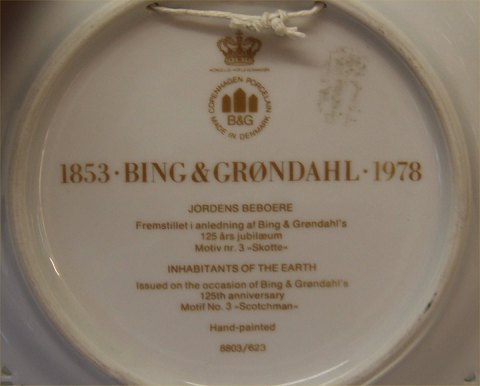 COPENHAGEN PORCELAIN
B&G
MADE IN DENMARK
1853 · BING & GRØNDAHL · 1978
JORDENS BEBOERE
Fremstillet i anledning af Bing & Grøndahl's
125 års jubilæum
Motiv nr. 3 »Skotte«
INHABITANTS OF THE EARTH
Issued on the occasion of Bing & Grøndahl's
125th anniversary
Motif No. 3 »Scotchman«
Hand-painted
8803/623